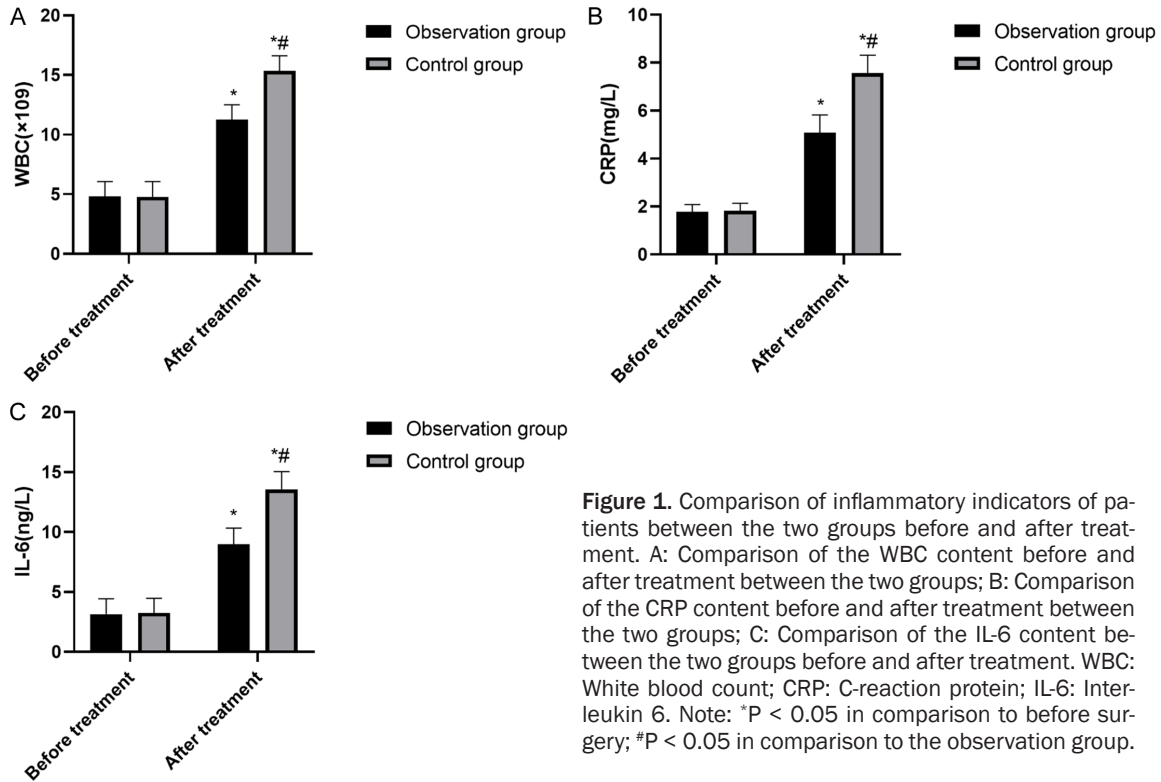 A
20
15
10
5
0
WBC(×109)
*
*#
Observation group
Control group
Before treatment
After treatment
B
10
8
6
4
2
0
CRP(mg/L)
*
*#
Observation group
Control group
Before treatment
After treatment
C
20
15
10
5
0
IL-6(ng/L)
*
*#
Observation group
Control group
Before treatment
After treatment
Figure 1. Comparison of inflammatory indicators of pa-
tients between the two groups before and after treat-
ment. A: Comparison of the WBC content before and
after treatment between the two groups; B: Comparison
of the CRP content before and after treatment between
the two groups; C: Comparison of the IL-6 content be-
tween the two groups before and after treatment. WBC:
White blood count; CRP: C-reaction protein; IL-6: Inter-
leukin 6. Note: *P < 0.05 in comparison to before sur-
gery; #P < 0.05 in comparison to the observation group.